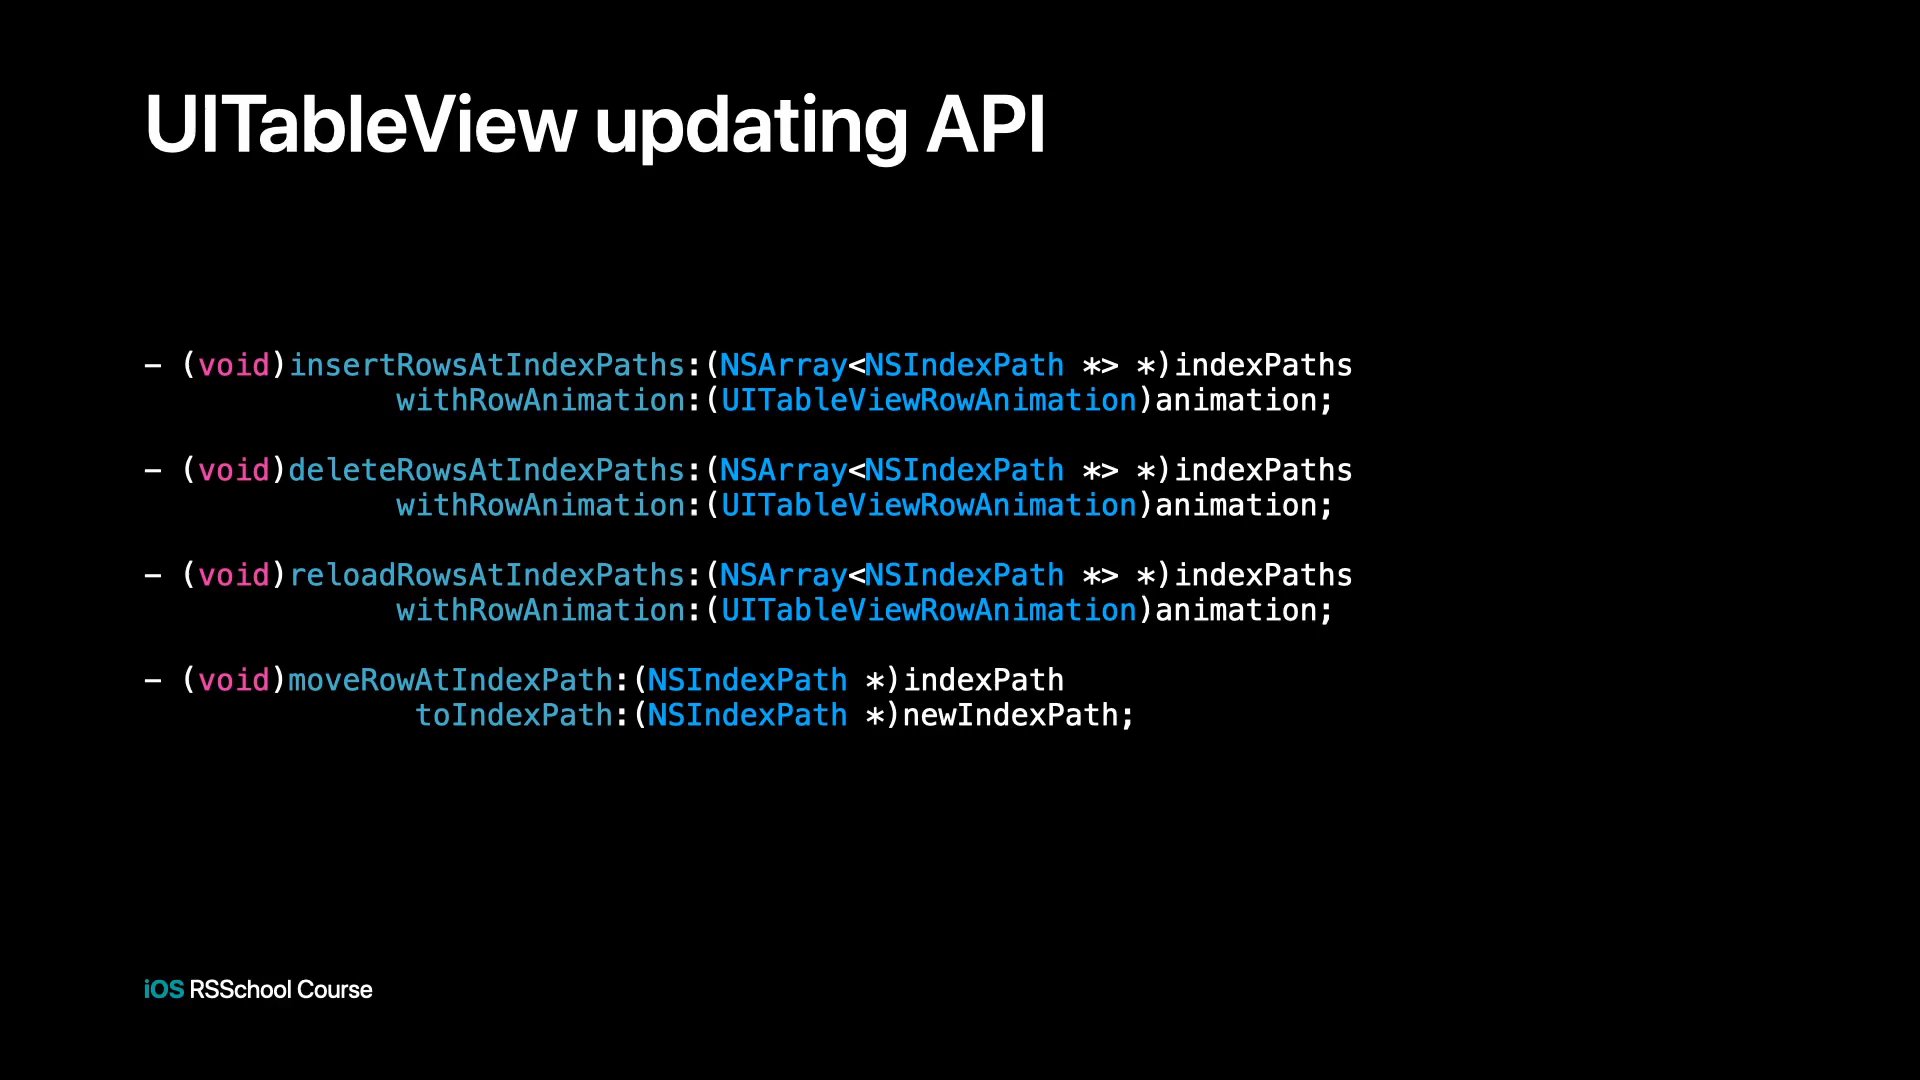 UITableView updating API
- (void)insertRowsAtIndexPaths:(NSArray<NSIndexPath *> *)indexPaths
withRowAnimation:(UITableViewRowAnimation)animation;
- (void)deleteRowsAtIndexPaths:(NSArray<NSIndexPath *> *)indexPaths
withRowAnimation:(UITableViewRowAnimation)animation;
- (void)reloadRowsAtIndexPaths:(NSArray<NSIndexPath *> *)indexPaths
withRowAnimation:(UITableViewRowAnimation)animation;
- (void)moveRowAtIndexPath:(NSIndexPath *)indexPath
toIndexPath:(NSIndexPath *)newIndexPath;
iOS RSSchool Course